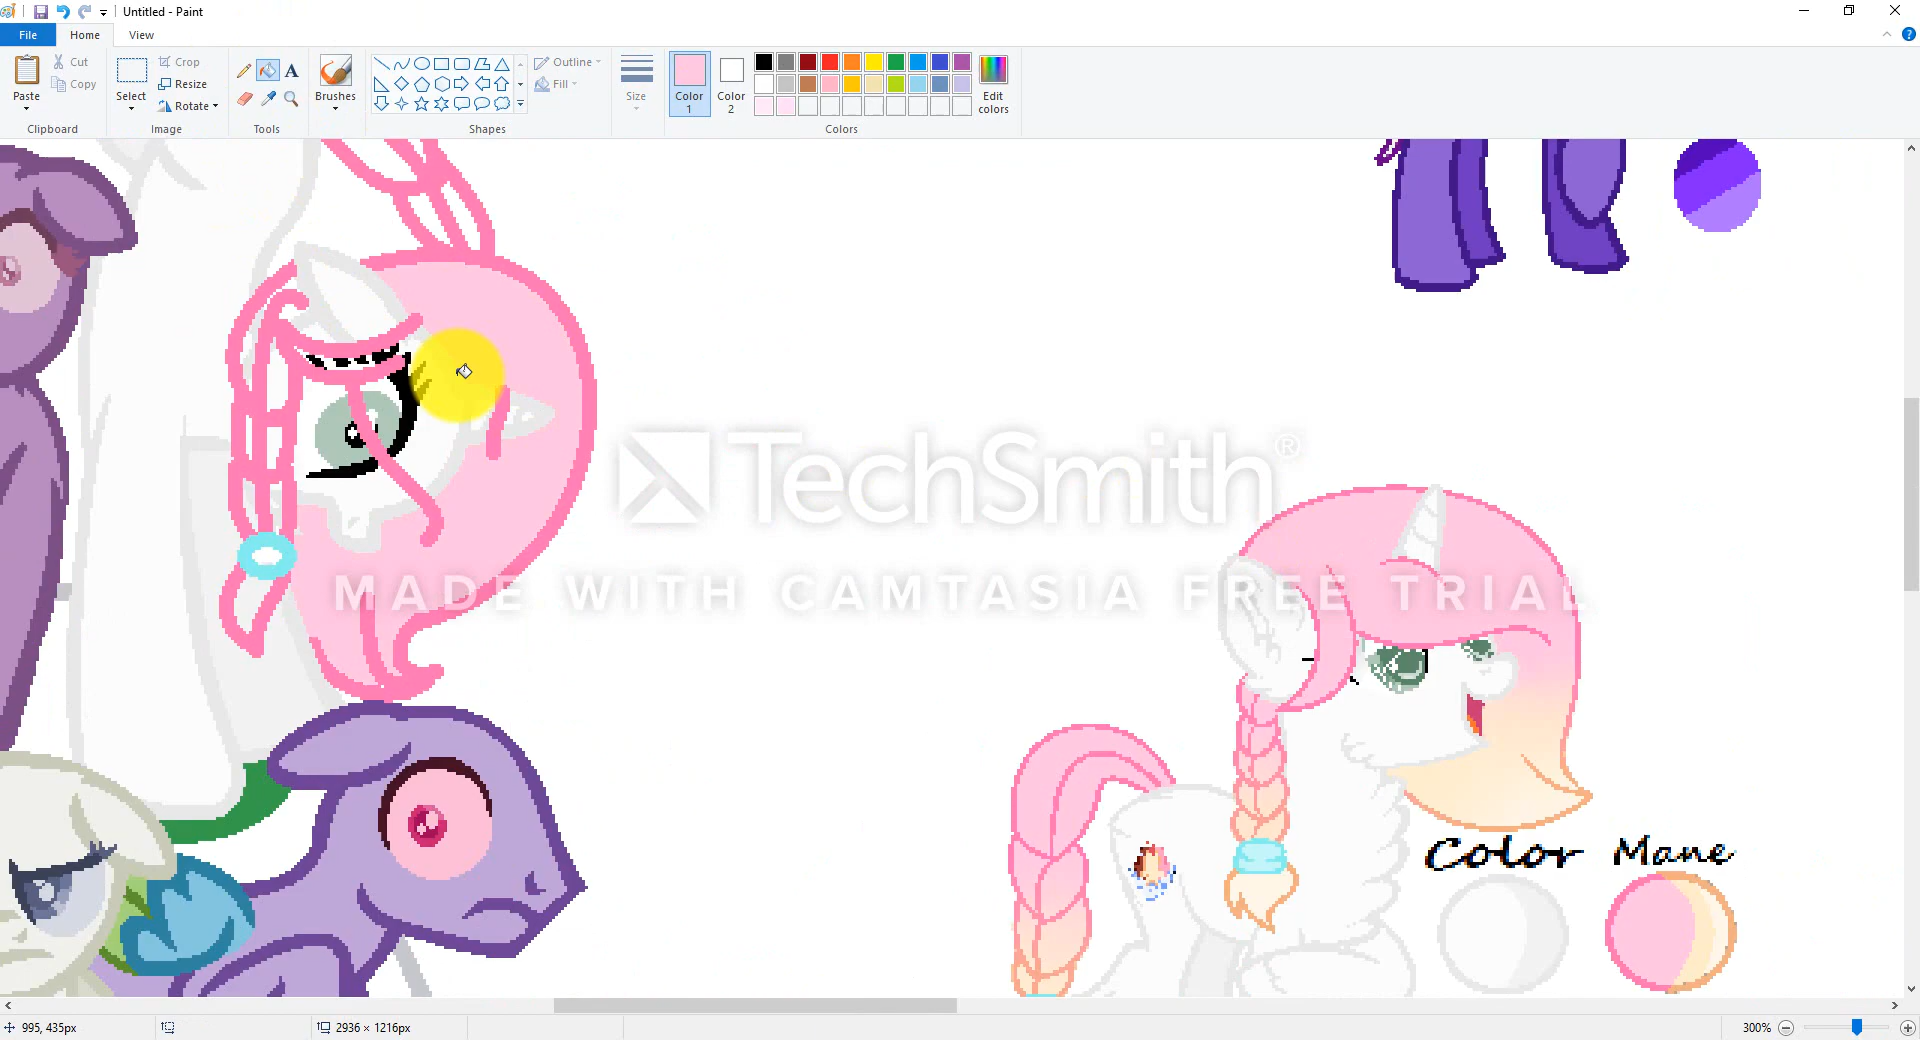 Untitled - Paint
File Home View
Paste
Cut
Copy
Clipboard
Select
Crop
Resize
Rotate
Image
Tools
Brushes
Outline
Fill
Shapes
Size
Color 1
Color 2
Edit colors
Colors
TechSmith®
MADE WITH CAMTASIA FREE TRIAL
Color Mane
995, 435px
2936 × 1216px
300%